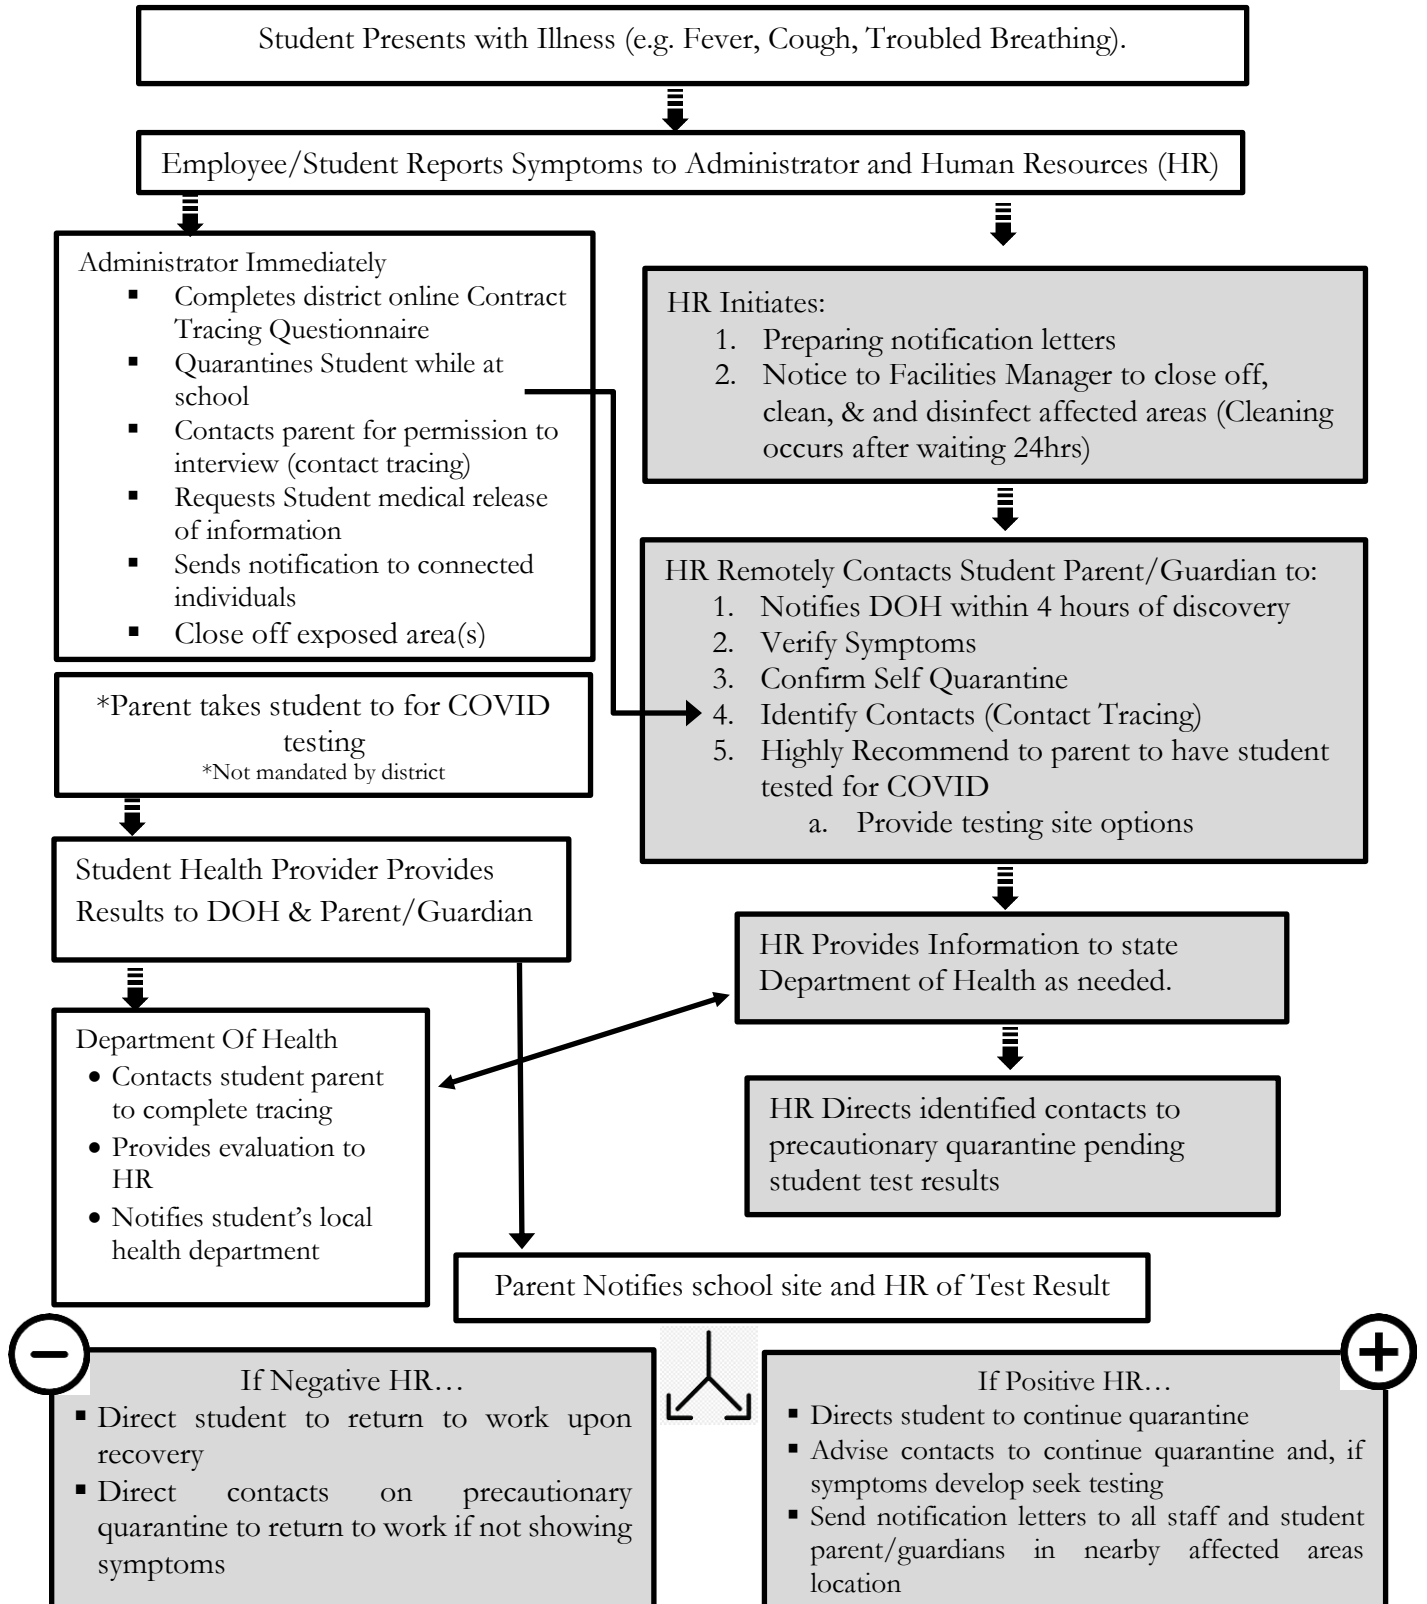 Student Presents with Illness (e.g. Fever, Cough, Troubled Breathing).
Employee/Student Reports Symptoms to Administrator and Human Resources (HR)
Administrator Immediately
▪ Completes district online Contract
Tracing Questionnaire
▪ Quarantines Student while at
school
▪ Contacts parent for permission to
interview (contact tracing)
▪ Requests Student medical release
of information
▪ Sends notification to connected
individuals
▪ Close off exposed area(s)
HR Initiates:
1. Preparing notification letters
2. Notice to Facilities Manager to close off,
clean, & and disinfect affected areas (Cleaning
occurs after waiting 24hrs)
HR Remotely Contacts Student Parent/Guardian to:
1. Notifies DOH within 4 hours of discovery
2. Verify Symptoms
3. Confirm Self Quarantine
4. Identify Contacts (Contact Tracing)
5. Highly Recommend to parent to have student
tested for COVID
a. Provide testing site options
*Parent takes student to for COVID
testing
*Not mandated by district
Student Health Provider Provides
Results to DOH & Parent/Guardian
HR Provides Information to state
Department of Health as needed.
Department Of Health
• Contacts student parent
to complete tracing
• Provides evaluation to
HR
• Notifies student’s local
health department
HR Directs identified contacts to
precautionary quarantine pending
student test results
Parent Notifies school site and HR of Test Result
If Negative HR…
▪ Direct student to return to work upon
recovery
▪ Direct contacts on precautionary
quarantine to return to work if not showing
symptoms
If Positive HR…
▪ Directs student to continue quarantine
▪ Advise contacts to continue quarantine and, if
symptoms develop seek testing
▪ Send notification letters to all staff and student
parent/guardians in nearby affected areas
location